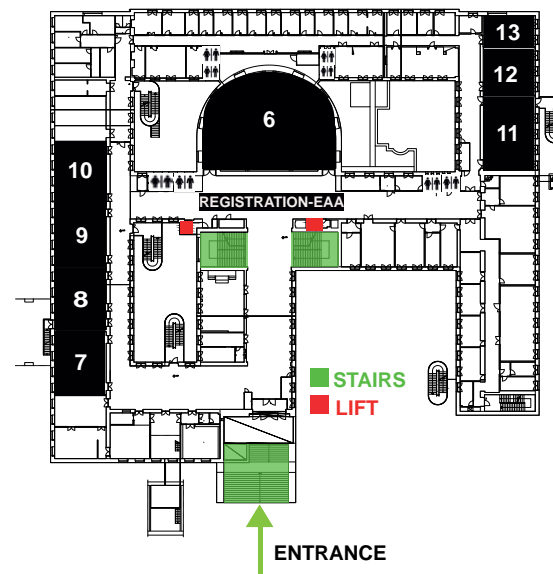 13
12
6
11
10
REGISTRATION-EAA
9
8
7
STAIRS
LIFT
ENTRANCE